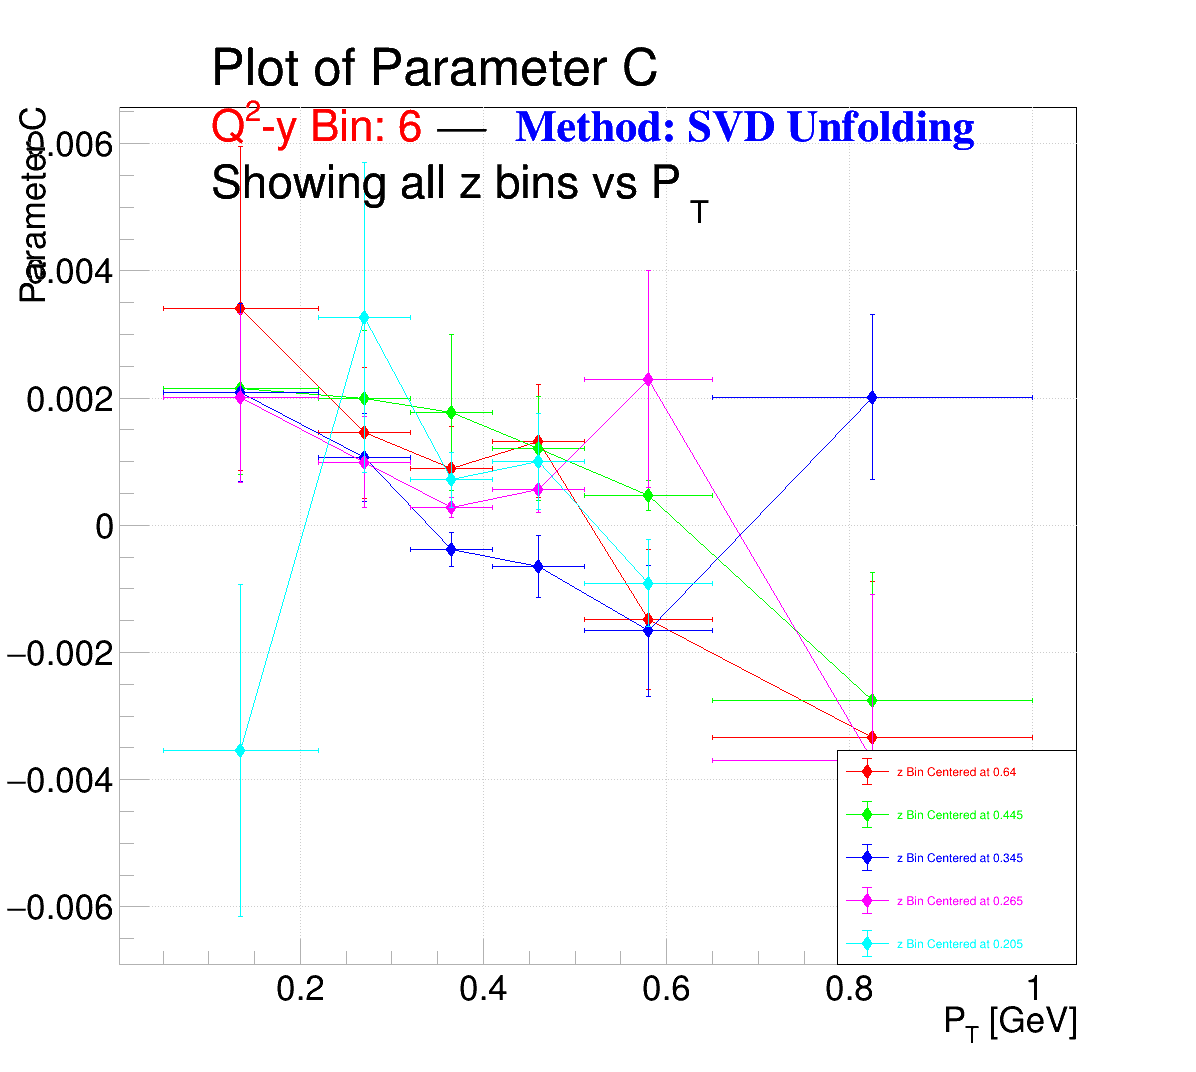 Plot of Parameter C
Q²-y Bin: 6 — Method: SVD Unfolding
Showing all z bins vs P_T
Parameter C
0.006
0.004
0.002
0
−0.002
−0.004
−0.006
z Bin Centered at 0.64
z Bin Centered at 0.445
z Bin Centered at 0.345
z Bin Centered at 0.265
z Bin Centered at 0.205
0.2 0.4 0.6 0.8 1
P_T [GeV]